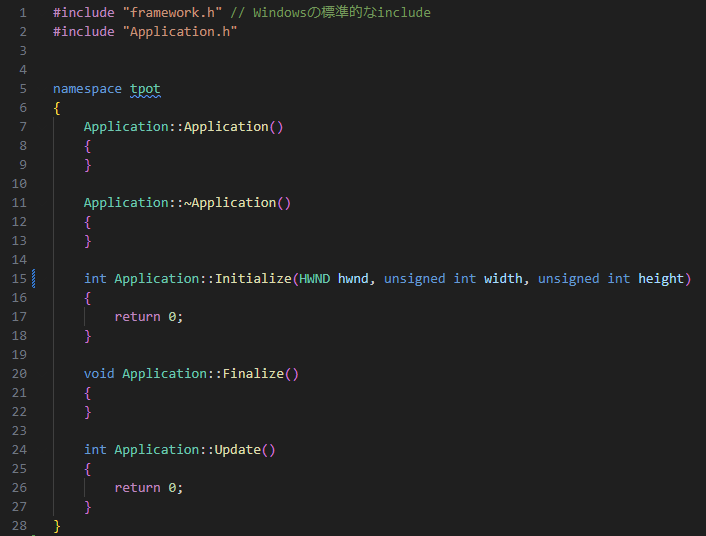 1 #include "framework.h" // Windowsの標準的なinclude
2 #include "Application.h"
3
4
5 namespace tpot
6 {
7     Application::Application()
8     {
9     }
10
11     Application::~Application()
12     {
13     }
14
15     int Application::Initialize(HWND hwnd, unsigned int width, unsigned int height)
16     {
17         return 0;
18     }
19
20     void Application::Finalize()
21     {
22     }
23
24     int Application::Update()
25     {
26         return 0;
27     }
28 }